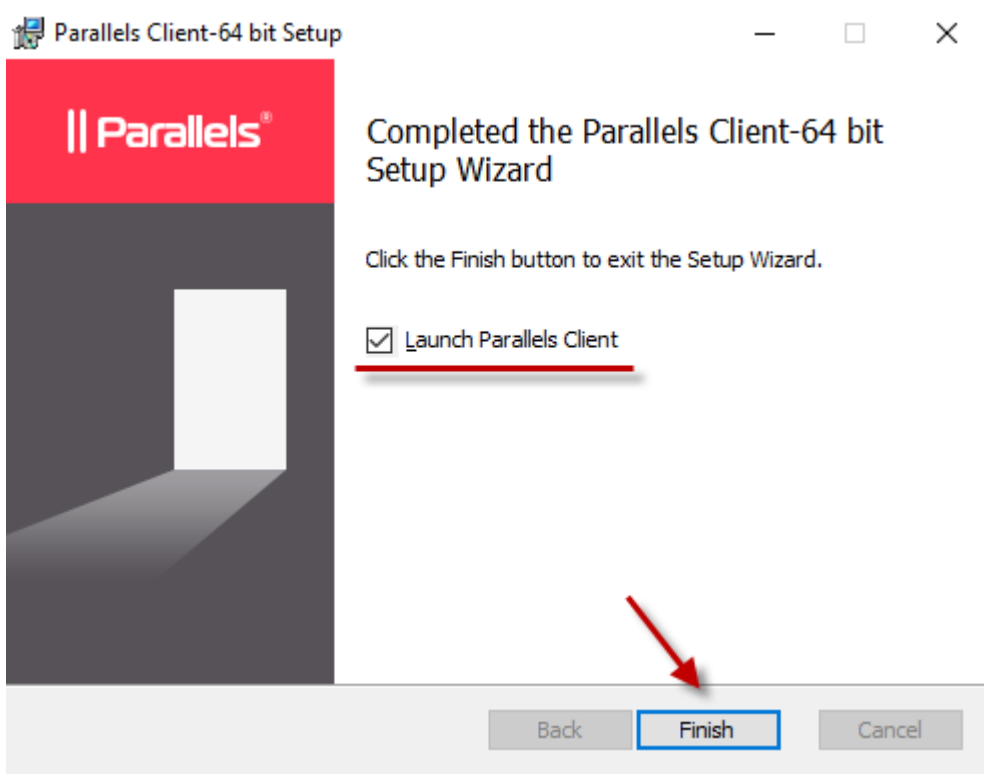 Parallels Client-64 bit Setup
|| Parallels®
Completed the Parallels Client-64 bit
Setup Wizard
Click the Finish button to exit the Setup Wizard.
Launch Parallels Client
Back
Finish
Cancel